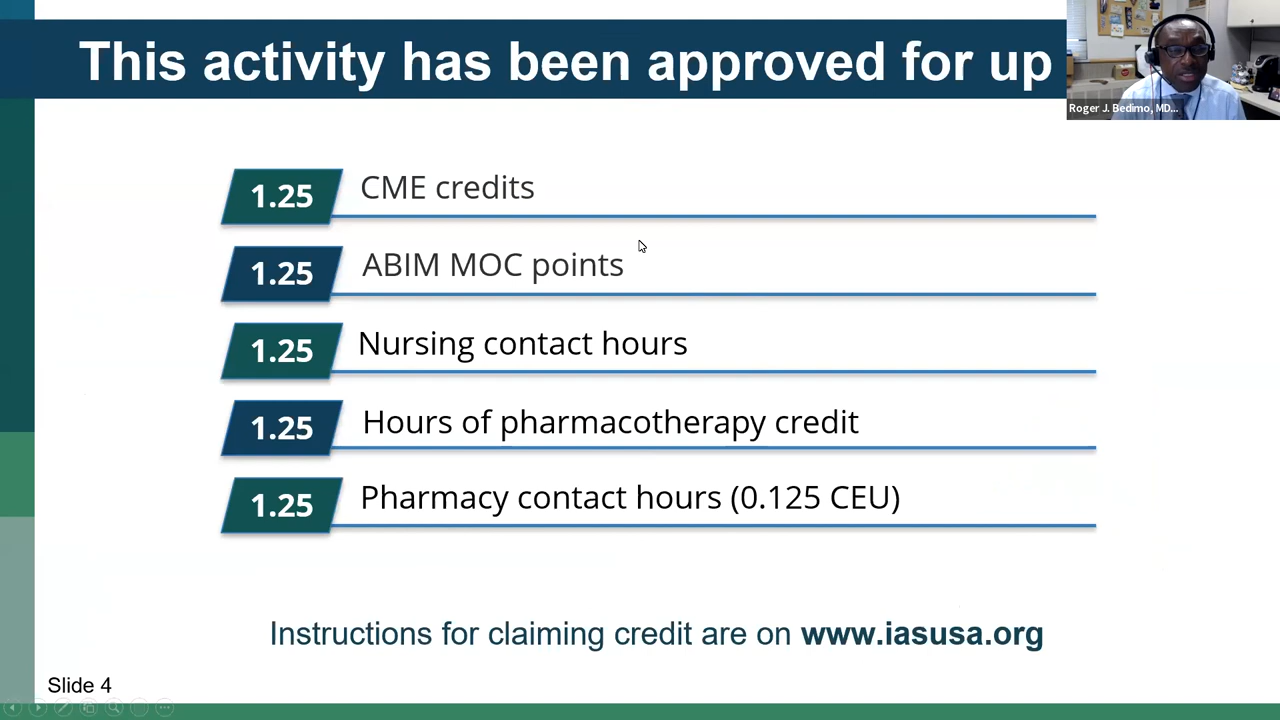 This activity has been approved for up
Roger J. Bedimo, MD...
1.25 CME credits
1.25 ABIM MOC points
1.25 Nursing contact hours
1.25 Hours of pharmacotherapy credit
1.25 Pharmacy contact hours (0.125 CEU)
Instructions for claiming credit are on www.iasusa.org
Slide 4